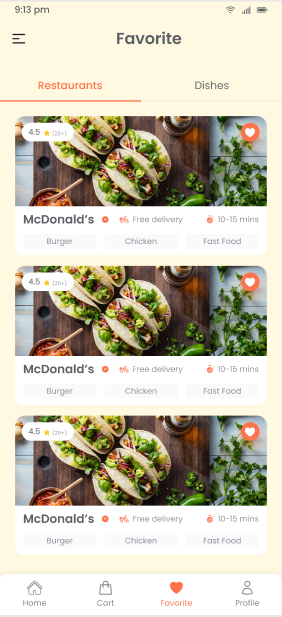 9:13 pm
Favorite
Restaurants Dishes
4.5 (25+)
McDonald's Free delivery 10-15 mins
Burger Chicken Fast Food
4.5 (25+)
McDonald's Free delivery 10-15 mins
Burger Chicken Fast Food
4.5 (25+)
McDonald's Free delivery 10-15 mins
Burger Chicken Fast Food
Home Cart Favorite Profile